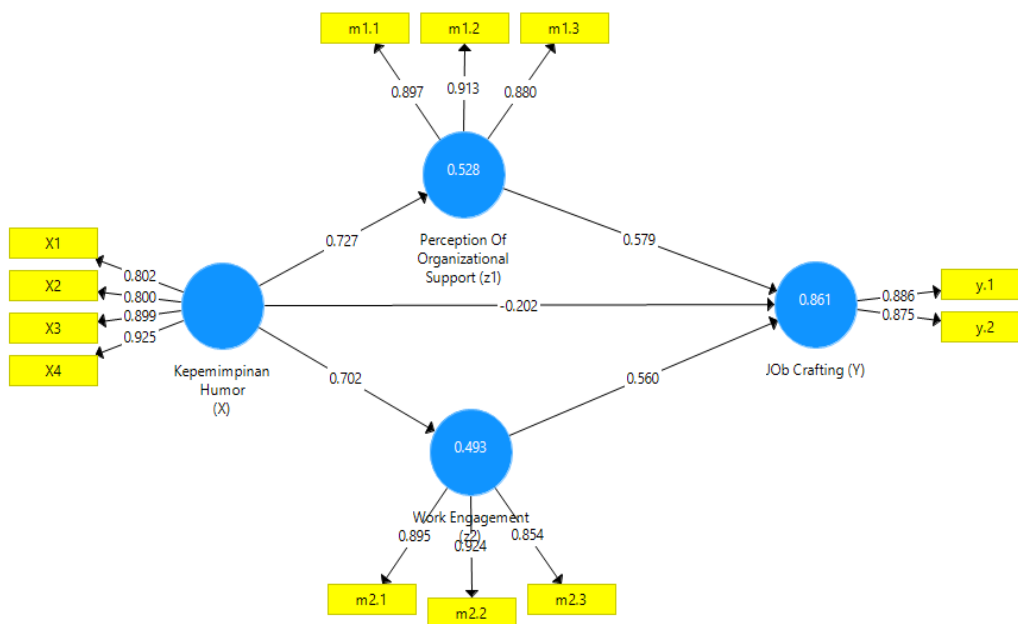 m1.1
m1.2
m1.3
0.897
0.913
0.880
0.528
Perception Of
Organizational
Support (z1)
0.727
0.579
X1
X2
X3
X4
0.802
0.800
0.899
0.925
Kepemimpinan
Humor
(X)
-0.202
0.861
JOb Crafting (Y)
0.886
0.875
y.1
y.2
0.702
0.560
0.493
Work Engagement
(z2)
0.895
0.924
0.854
m2.1
m2.2
m2.3